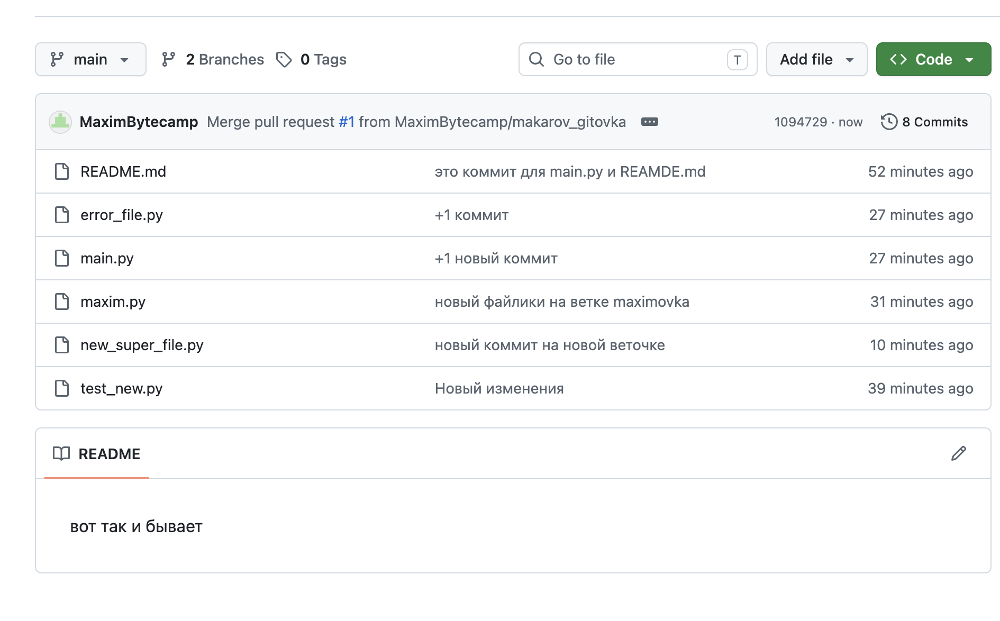 main 2 Branches 0 Tags Go to file T Add file Code
MaximBytecamp Merge pull request #1 from MaximBytecamp/makarov_gitovka 1094729 · now 8 Commits
README.md это коммит для main.py и REAMDE.md 52 minutes ago
error_file.py +1 коммит 27 minutes ago
main.py +1 новый коммит 27 minutes ago
maxim.py новый файлики на ветке maximovka 31 minutes ago
new_super_file.py новый коммит на новой веточке 10 minutes ago
test_new.py Новый изменения 39 minutes ago
README
вот так и бывает